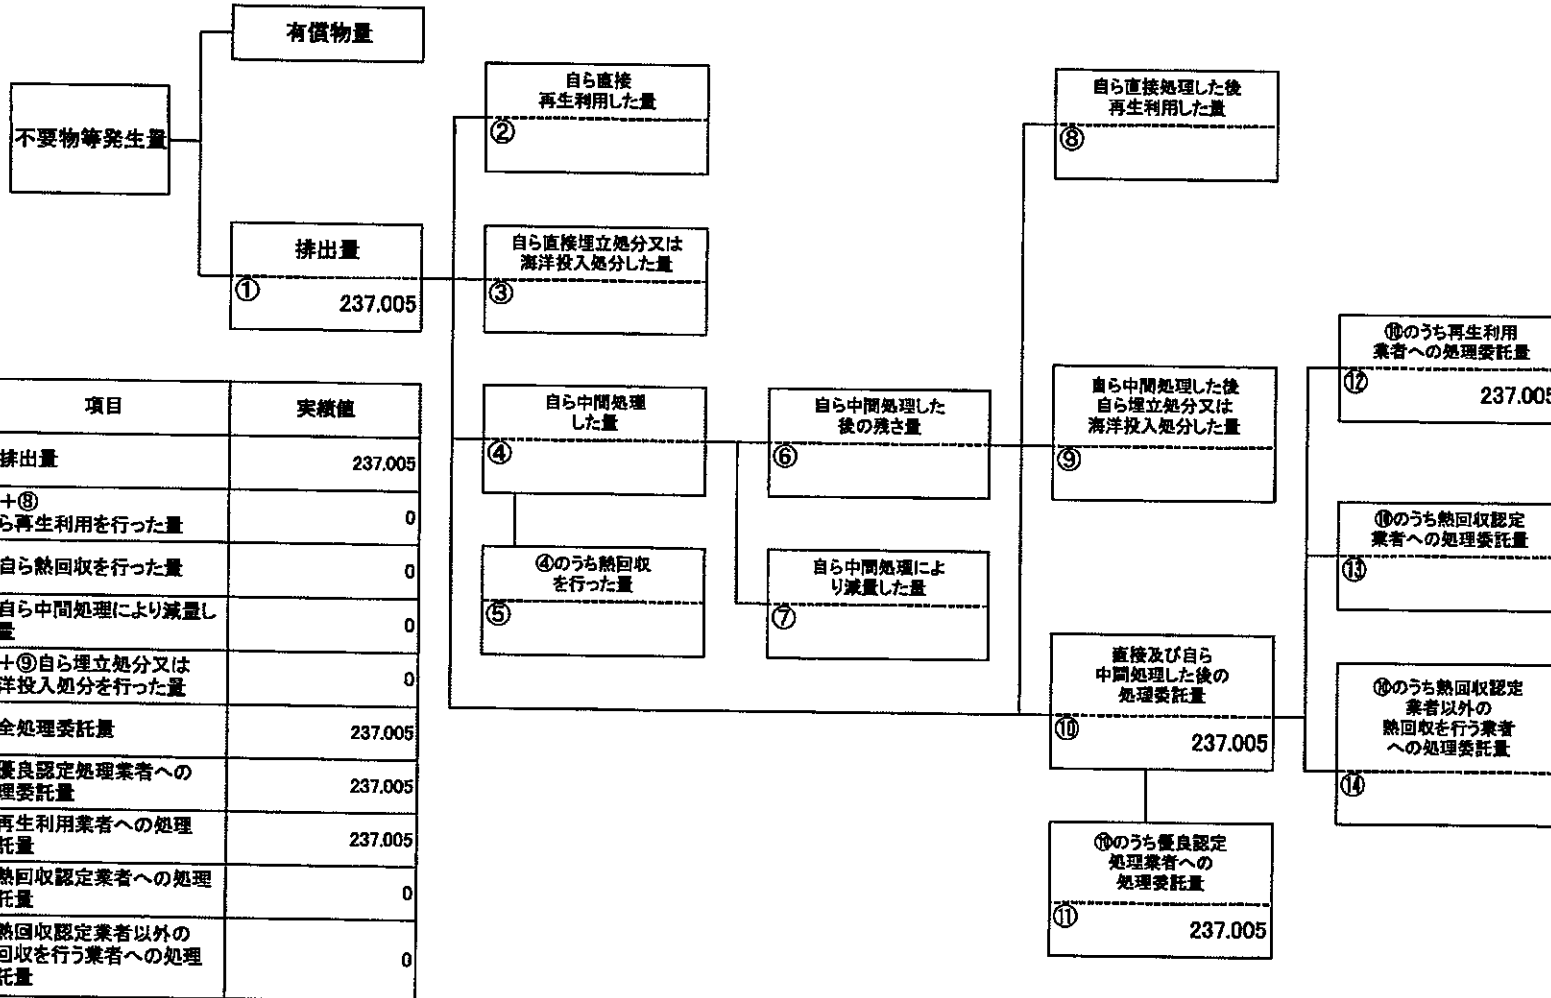 有償物量
不要物等発生量
排出量
①
237.005
自ら直接
再生利用した量
②
自ら直接埋立処分又は
海洋投入処分した量
③
自ら中間処理
した量
④
④のうち熱回収
を行った量
⑤
自ら中間処理した
後の残さ量
⑥
自ら中間処理によ
り減量した量
⑦
自ら直接処理した後
再生利用した量
⑧
自ら中間処理した後
自ら埋立処分又は
海洋投入処分した量
⑨
直接及び自ら
中間処理した後の
処理委託量
⑩
237.005
⑩のうち優良認定
処理業者への
処理委託量
⑪
237.005
⑩のうち再生利用
業者への処理委託量
⑫
237.005
⑩のうち熱回収認定
業者への処理委託量
⑬
⑩のうち熱回収認定
業者以外の
熱回収を行う業者
への処理委託量
⑭
項目 実績値
排出量 237.005
+⑧
ら再生利用を行った量 0
自ら熱回収を行った量 0
自ら中間処理により減量し
量 0
+⑨自ら埋立処分又は
洋投入処分を行った量 0
全処理委託量 237.005
優良認定処理業者への
理委託量 237.005
再生利用業者への処理
託量 237.005
熱回収認定業者への処理
託量 0
熱回収認定業者以外の
回収を行う業者への処理
託量 0